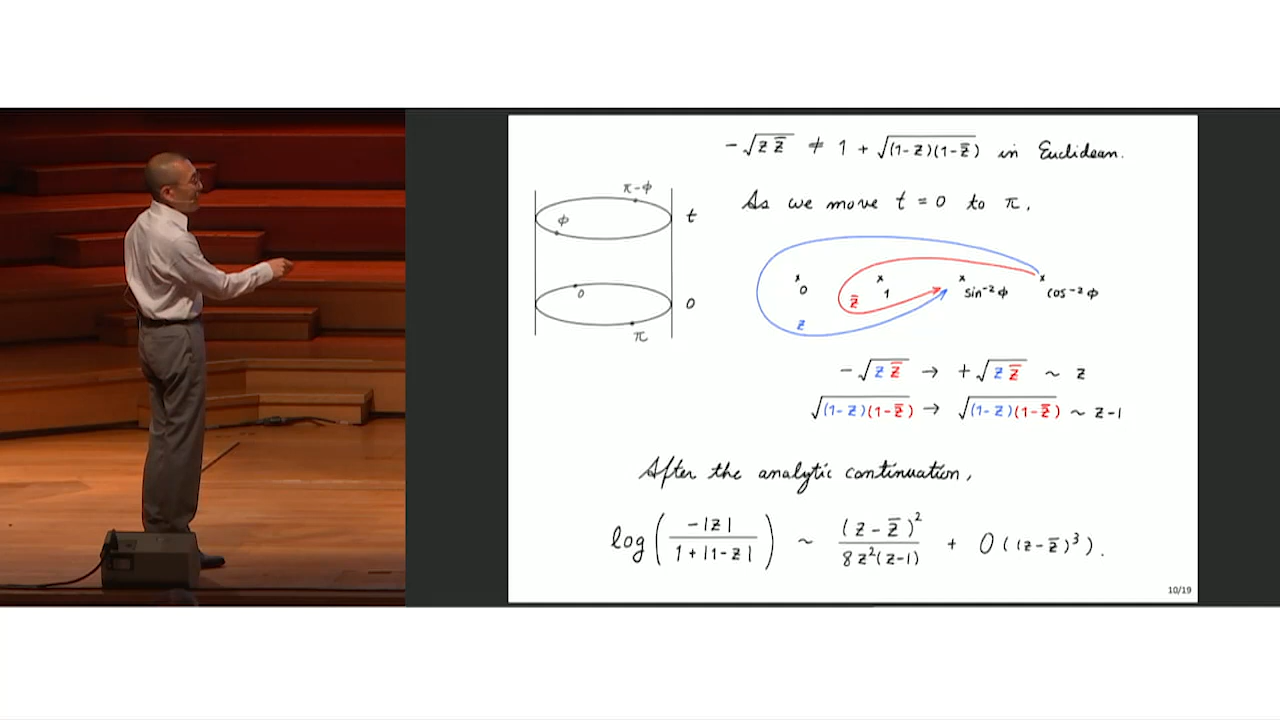 -√(z z̄) ≠ 1 + √((1-z)(1-z̄)) in Euclidean.
As we move t = 0 to π,
π-φ
φ
t
0
0
π
0
1
sin⁻²φ
cos⁻²φ
z̄
z
-√(z z̄) → +√(z z̄) ~ z
√((1-z)(1-z̄)) → √((1-z)(1-z̄)) ~ z-1
After the analytic continuation,
log( -|z| / (1+|1-z|) ) ~ (z-z̄)² / (8z²(z-1)) + O((z-z̄)³).
10/19